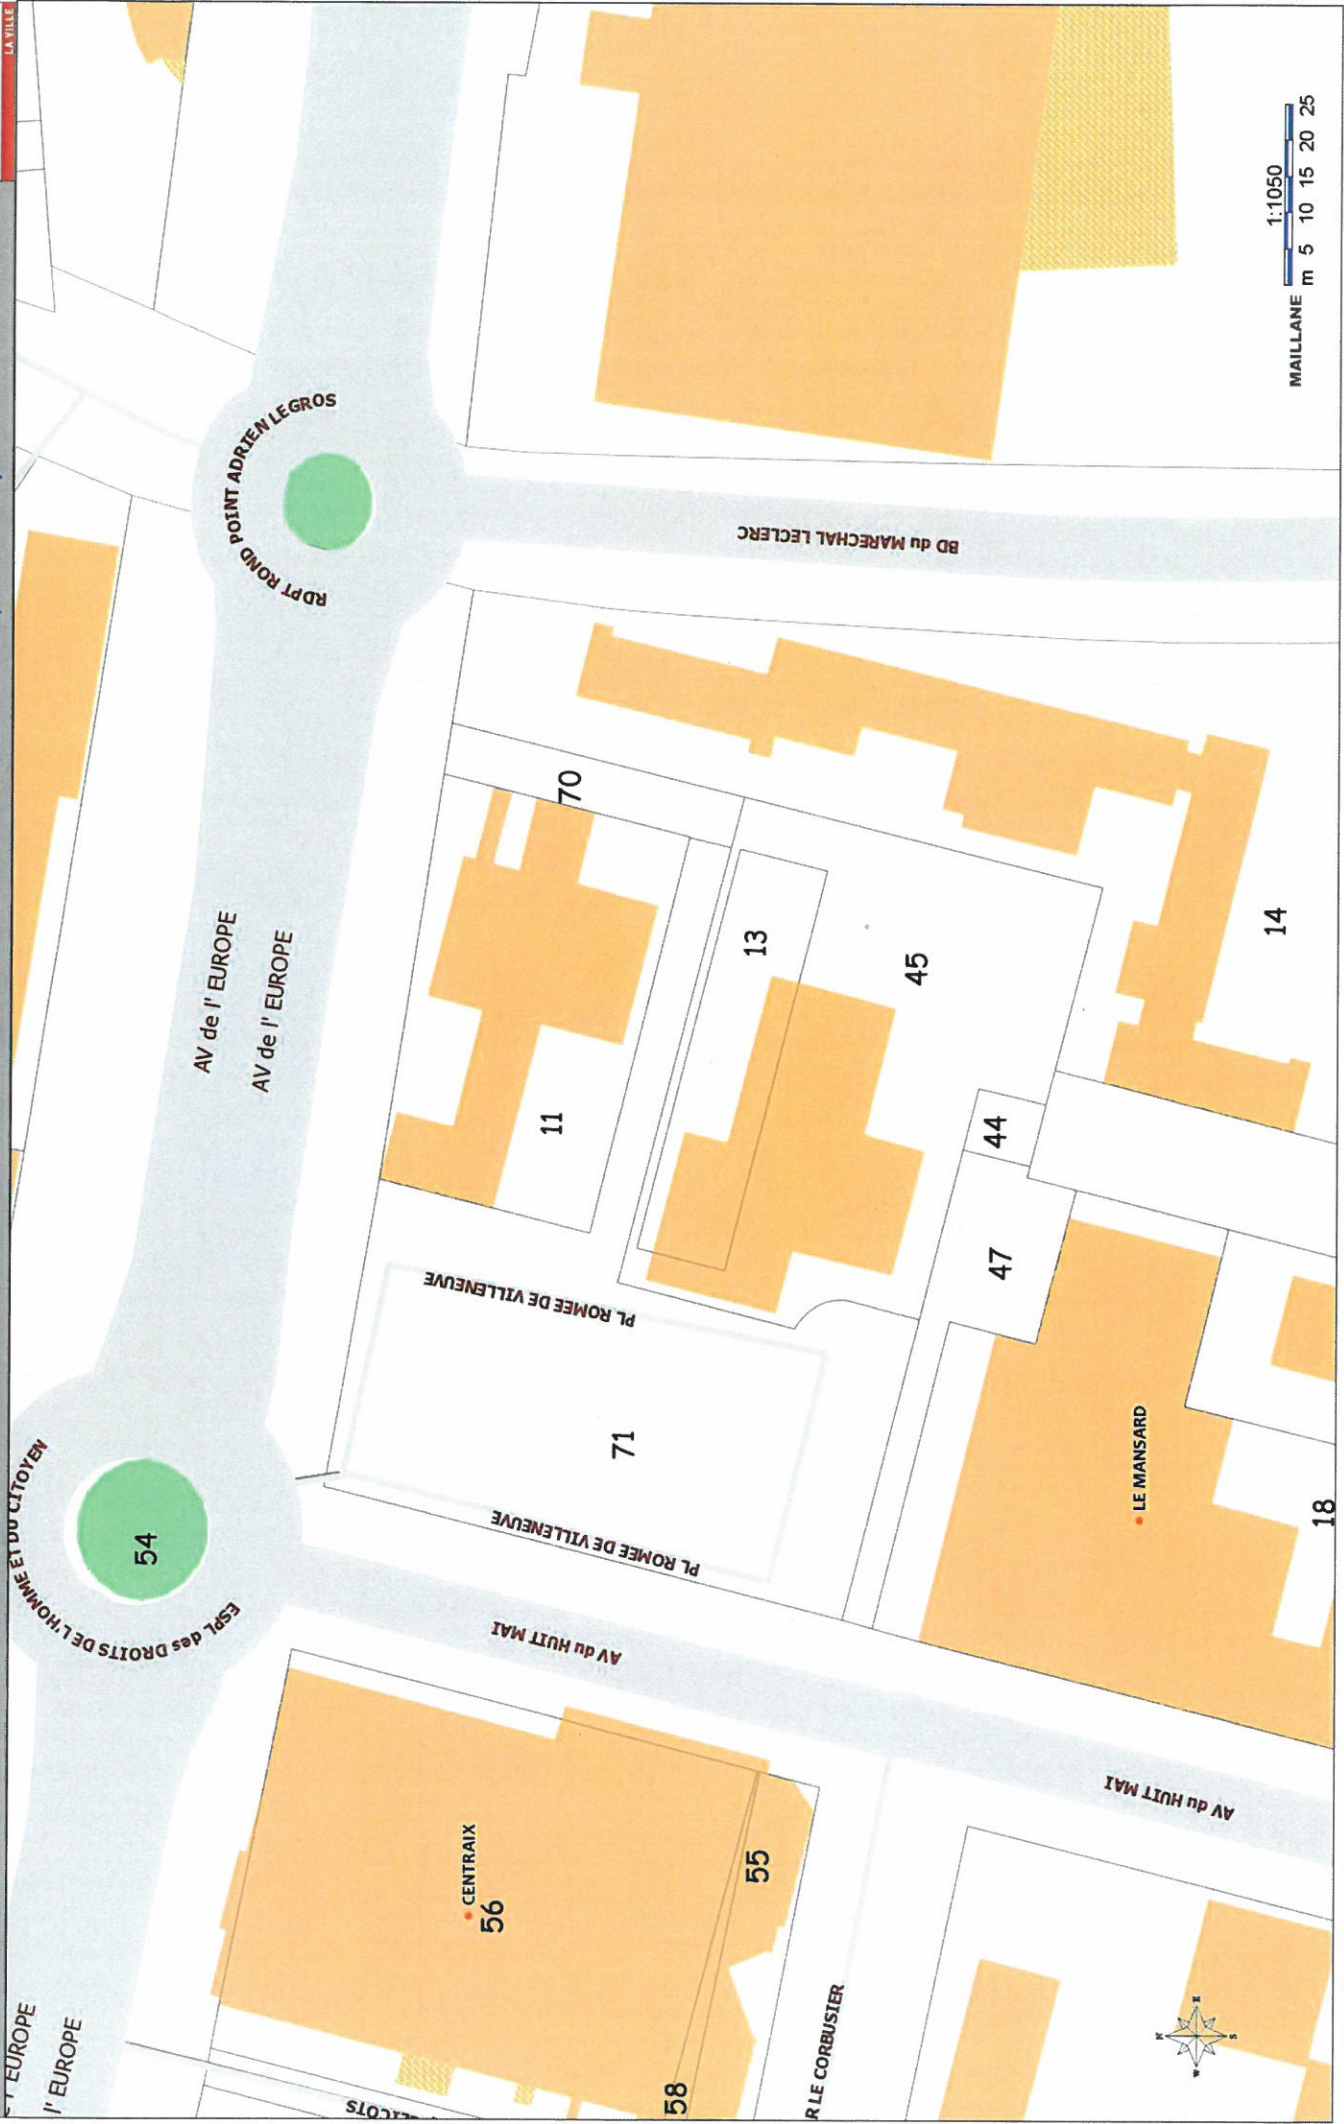 LA VILLE
RDPT ROND POINT ADRIEN LEGROS
AV de l' EUROPE
AV de l' EUROPE
ESPL des DROITS DE L'HOMME ET DU CITOYEN
54
l' EUROPE
l' EUROPE
BD du MARECHAL LECLERC
70
11
13
45
44
47
14
PL ROMEE DE VILLENEUVE
71
PL ROMEE DE VILLENEUVE
AV du HUIT MAI
AV du HUIT MAI
LE MANSARD
18
CENTRAIX
56
55
58
R LE CORBUSIER
N
E
S
W
MAILLANE
1:1050
m 5 10 15 20 25